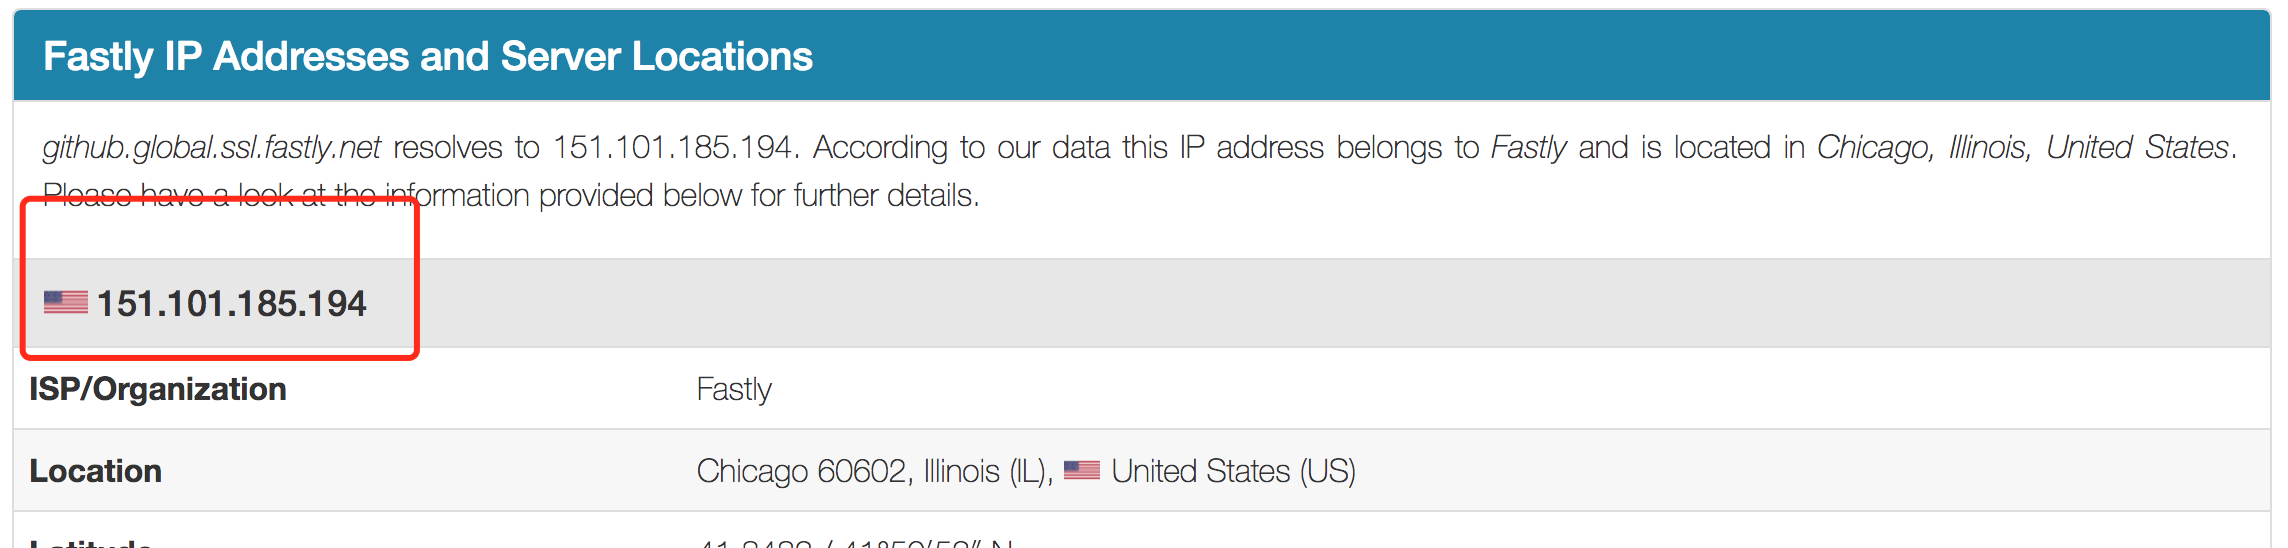 Fastly IP Addresses and Server Locations
github.global.ssl.fastly.net resolves to 151.101.185.194. According to our data this IP address belongs to Fastly and is located in Chicago, Illinois, United States.
Please have a look at the information provided below for further details.
151.101.185.194
ISP/Organization Fastly
Location Chicago 60602, Illinois (IL), United States (US)
Latitude